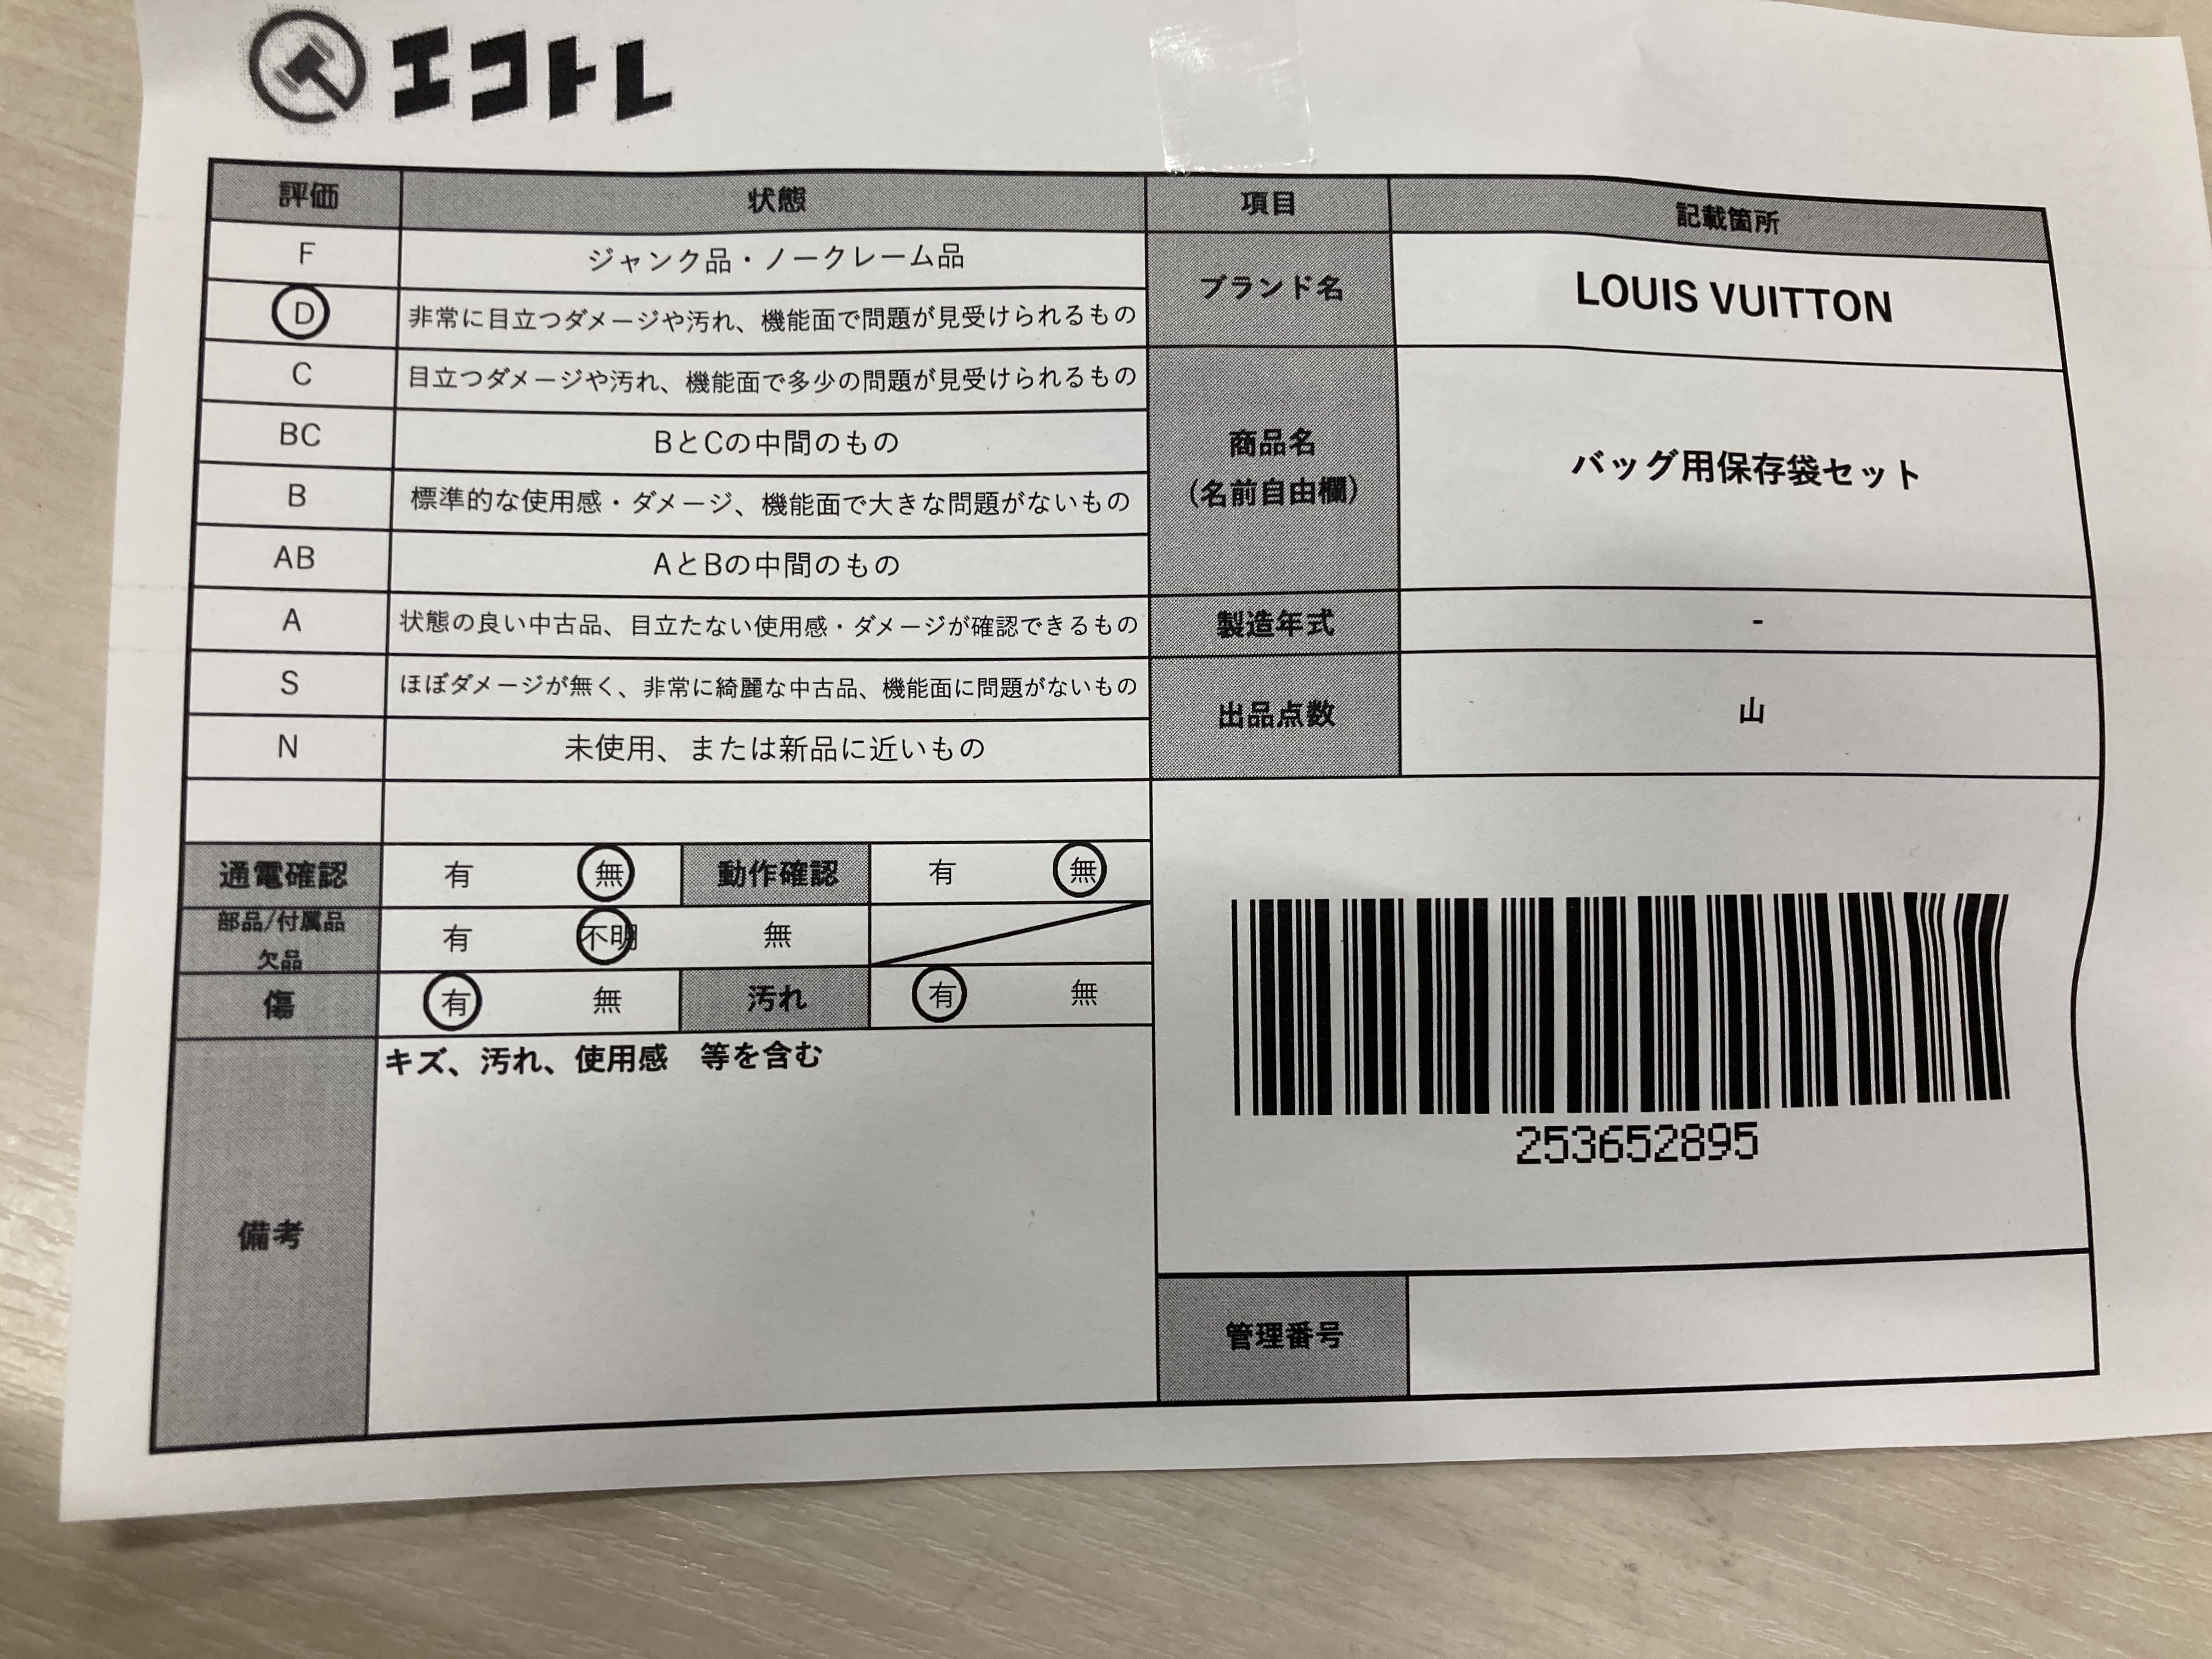 エコトレ
評価 状態 項目 記載箇所
F ジャンク品・ノークレーム品
D 非常に目立つダメージや汚れ、機能面で問題が見受けられるもの
ブランド名 LOUIS VUITTON
C 目立つダメージや汚れ、機能面で多少の問題が見受けられるもの
BC BとCの中間のもの
B 標準的な使用感・ダメージ、機能面で大きな問題がないもの
商品名
(名前自由欄)
バッグ用保存袋セット
AB AとBの中間のもの
A 状態の良い中古品、目立たない使用感・ダメージが確認できるもの
製造年式 -
S ほぼダメージが無く、非常に綺麗な中古品、機能面に問題がないもの
出品点数 山
N 未使用、または新品に近いもの
通電確認 有 無 動作確認 有 無
部品/付属品
欠品
有 不明 無
傷 有 無 汚れ 有 無
備考
キズ、汚れ、使用感 等を含む
253652895
管理番号